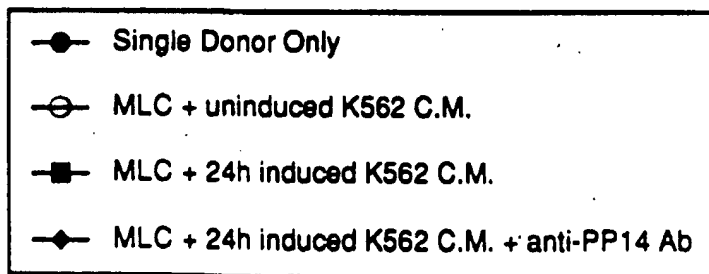 Single Donor Only
MLC + uninduced K562 C.M.
MLC + 24h induced K562 C.M.
MLC + 24h induced K562 C.M. + anti-PP14 Ab